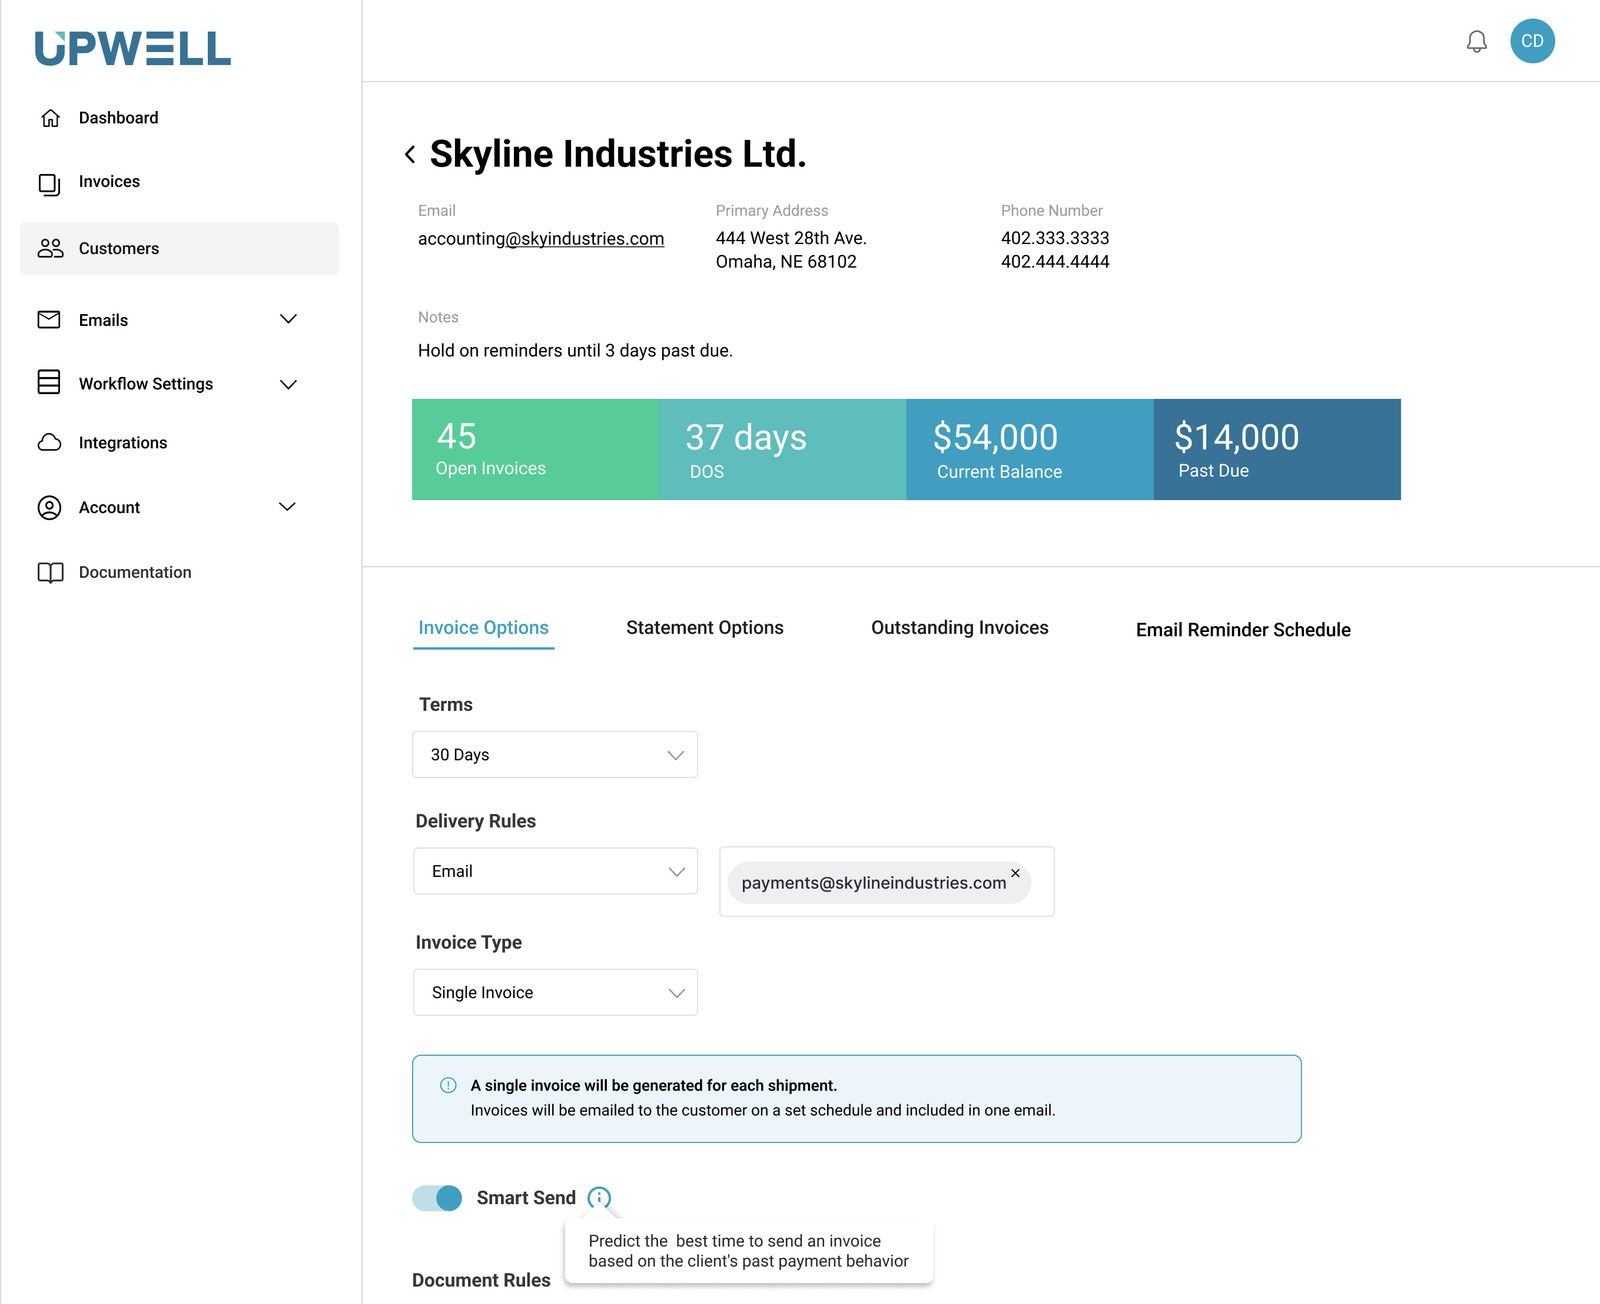 UPWELL
CD
Dashboard
Invoices
Customers
Emails
Workflow Settings
Integrations
Account
Documentation
Skyline Industries Ltd.
Email
accounting@skyindustries.com
Primary Address
444 West 28th Ave.
Omaha, NE 68102
Phone Number
402.333.3333
402.444.4444
Notes
Hold on reminders until 3 days past due.
45
Open Invoices
37 days
DOS
$54,000
Current Balance
$14,000
Past Due
Invoice Options
Statement Options
Outstanding Invoices
Email Reminder Schedule
Terms
30 Days
Delivery Rules
Email
payments@skylineindustries.com
Invoice Type
Single Invoice
A single invoice will be generated for each shipment.
Invoices will be emailed to the customer on a set schedule and included in one email.
Smart Send
Predict the best time to send an invoice
based on the client's past payment behavior
Document Rules